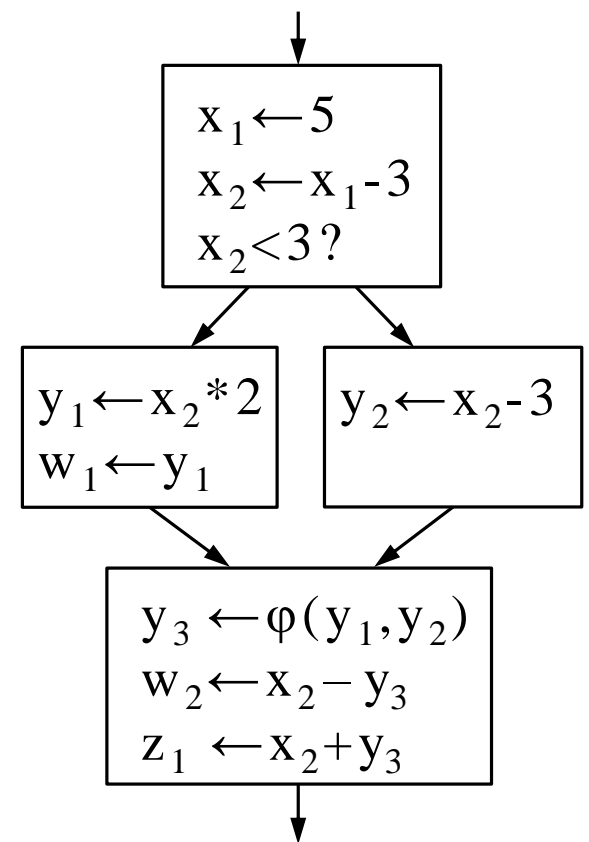 x₁←5
x₂←x₁-3
x₂<3?
y₁←x₂*2
w₁←y₁
y₂←x₂-3
y₃←φ(y₁,y₂)
w₂←x₂−y₃
z₁←x₂+y₃